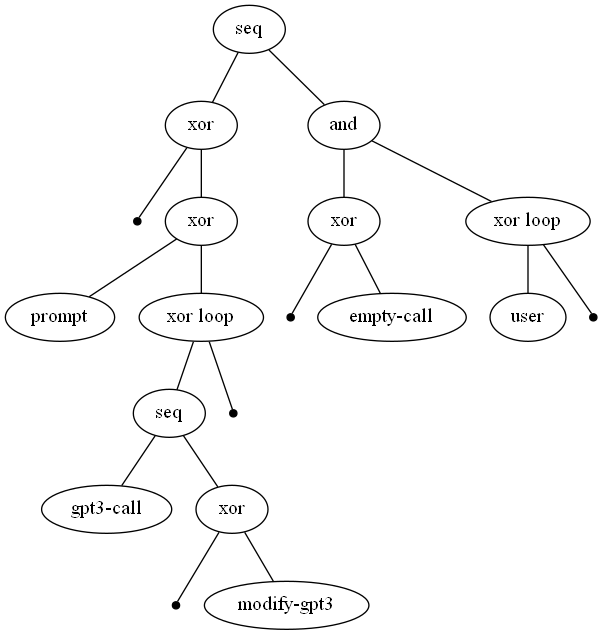 seq
xor
and
xor
xor
xor loop
prompt
xor loop
empty-call
user
seq
gpt3-call
xor
modify-gpt3